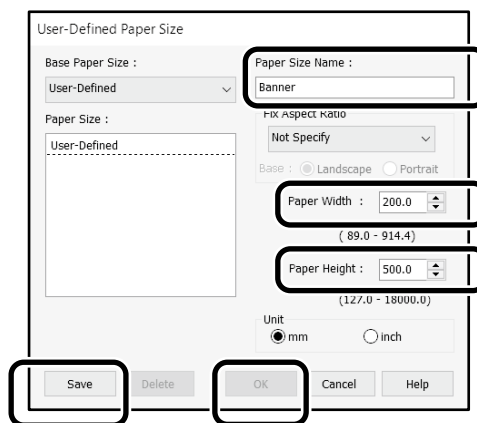 User-Defined Paper Size
Base Paper Size :
User-Defined
Paper Size :
User-Defined
Paper Size Name :
Banner
Fix Aspect Ratio
Not Specify
Base : Landscape Portrait
Paper Width : 200.0
( 89.0 - 914.4)
Paper Height : 500.0
(127.0 - 18000.0)
Unit
mm inch
Save Delete OK Cancel Help